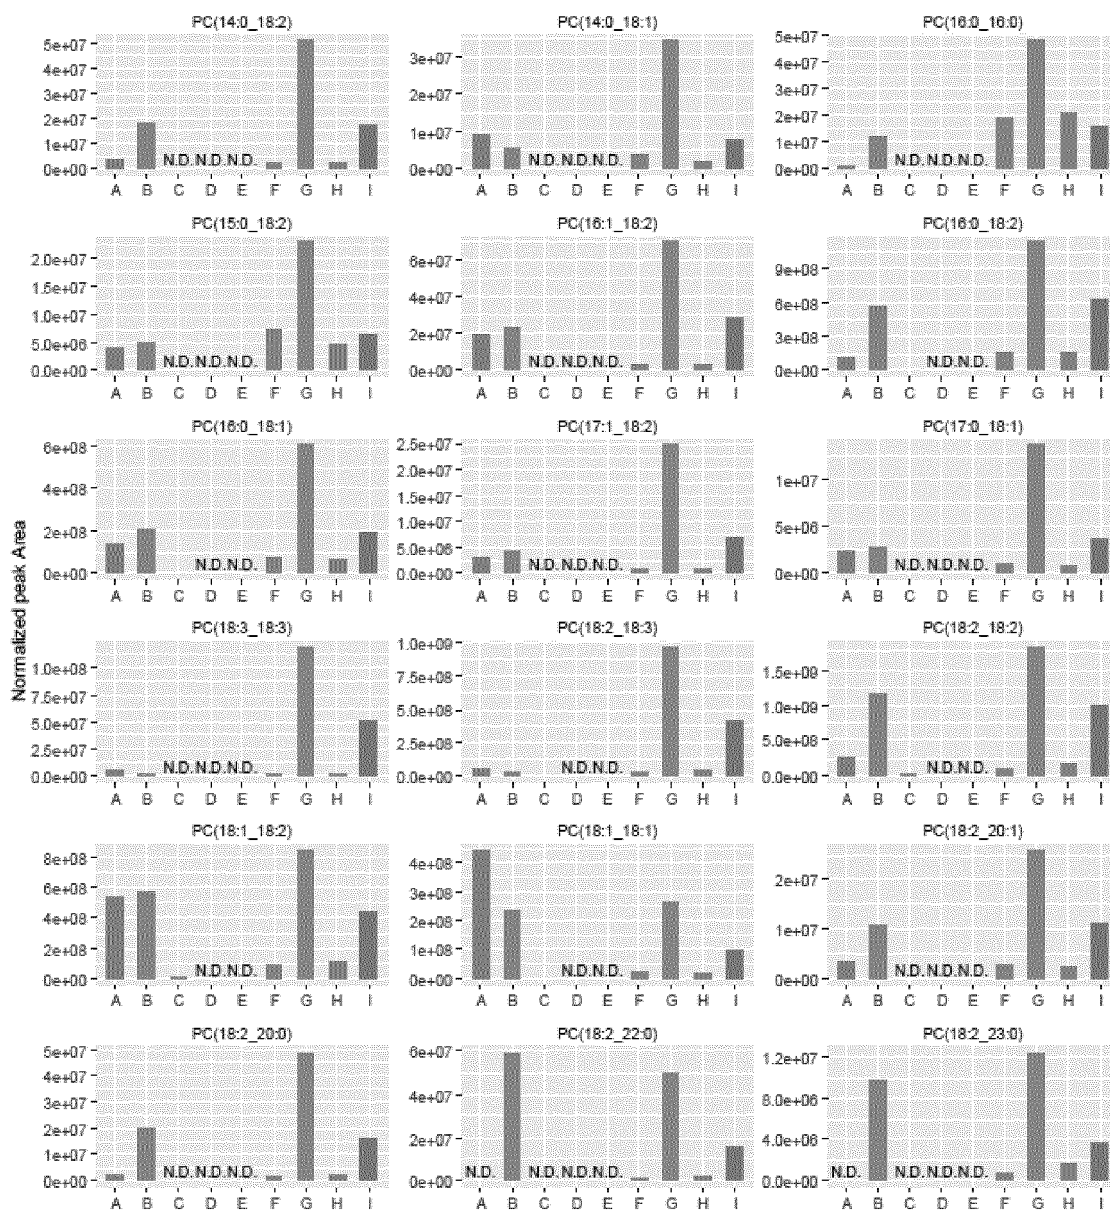 PC(14:0_18:2)
5e+07
4e+07
3e+07
2e+07
1e+07
0e+00
N.D. N.D. N.D.
A B C D E F G H I
PC(14:0_18:1)
3e+07
2e+07
1e+07
0e+00
N.D. N.D. N.D.
A B C D E F G H I
PC(16:0_16:0)
5e+07
4e+07
3e+07
2e+07
1e+07
0e+00
N.D. N.D. N.D.
A B C D E F G H I
PC(15:0_18:2)
2.0e+07
1.5e+07
1.0e+07
5.0e+06
0.0e+00
N.D. N.D. N.D.
A B C D E F G H I
PC(16:1_18:2)
6e+07
4e+07
2e+07
0e+00
N.D. N.D. N.D.
A B C D E F G H I
PC(16:0_18:2)
9e+08
6e+08
3e+08
0e+00
N.D. N.D.
A B C D E F G H I
Normalized peak Area
PC(16:0_18:1)
6e+08
4e+08
2e+08
0e+00
N.D. N.D.
A B C D E F G H I
PC(17:1_18:2)
2.5e+07
2.0e+07
1.5e+07
1.0e+07
5.0e+06
0.0e+00
N.D. N.D. N.D.
A B C D E F G H I
PC(17:0_18:1)
1e+07
5e+06
0e+00
N.D. N.D. N.D.
A B C D E F G H I
PC(18:3_18:3)
1.0e+08
7.5e+07
5.0e+07
2.5e+07
0.0e+00
N.D. N.D. N.D.
A B C D E F G H I
PC(18:2_18:3)
1.0e+09
8.0e+08
5.0e+08
2.0e+08
0.0e+00
N.D. N.D.
A B C D E F G H I
PC(18:2_18:2)
1.5e+09
1.0e+09
5.0e+08
0.0e+00
N.D. N.D.
A B C D E F G H I
PC(18:1_18:2)
8e+08
6e+08
4e+08
2e+08
0e+00
N.D. N.D.
A B C D E F G H I
PC(18:1_18:1)
4e+08
3e+08
2e+08
1e+08
0e+00
N.D. N.D.
A B C D E F G H I
PC(18:2_20:1)
2e+07
1e+07
0e+00
N.D. N.D. N.D.
A B C D E F G H I
PC(18:2_20:0)
5e+07
4e+07
3e+07
2e+07
1e+07
0e+00
N.D. N.D. N.D.
A B C D E F G H I
PC(18:2_22:0)
6e+07
4e+07
2e+07
0e+00
N.D. N.D. N.D. N.D.
A B C D E F G H I
PC(18:2_23:0)
1.2e+07
8.0e+06
4.0e+06
0.0e+00
N.D. N.D. N.D. N.D.
A B C D E F G H I